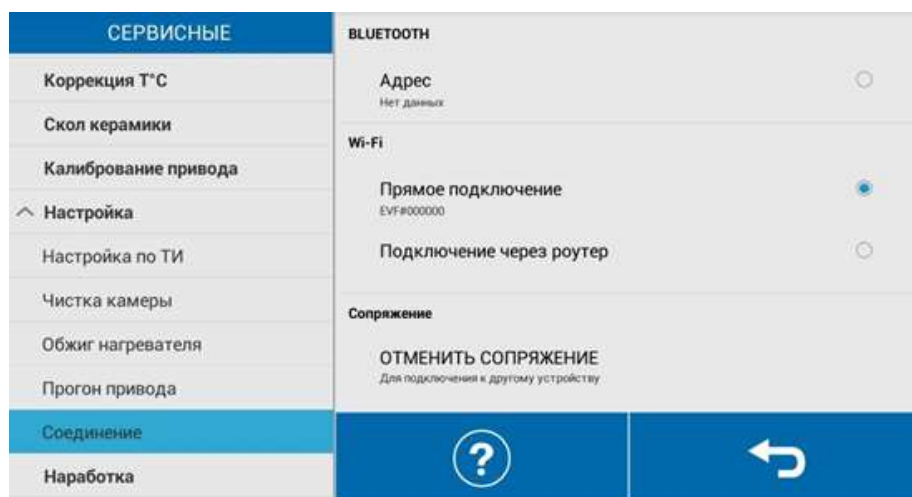 СЕРВИСНЫЕ
Коррекция T°C
Скол керамики
Калибрование привода
Настройка
Настройка по ТИ
Чистка камеры
Обжиг нагревателя
Прогон привода
Соединение
Наработка
BLUETOOTH
Адрес
Нет данных
Wi-Fi
Прямое подключение
EVF#000000
Подключение через роутер
Сопряжение
ОТМЕНИТЬ СОПРЯЖЕНИЕ
Для подключения к другому устройству
?